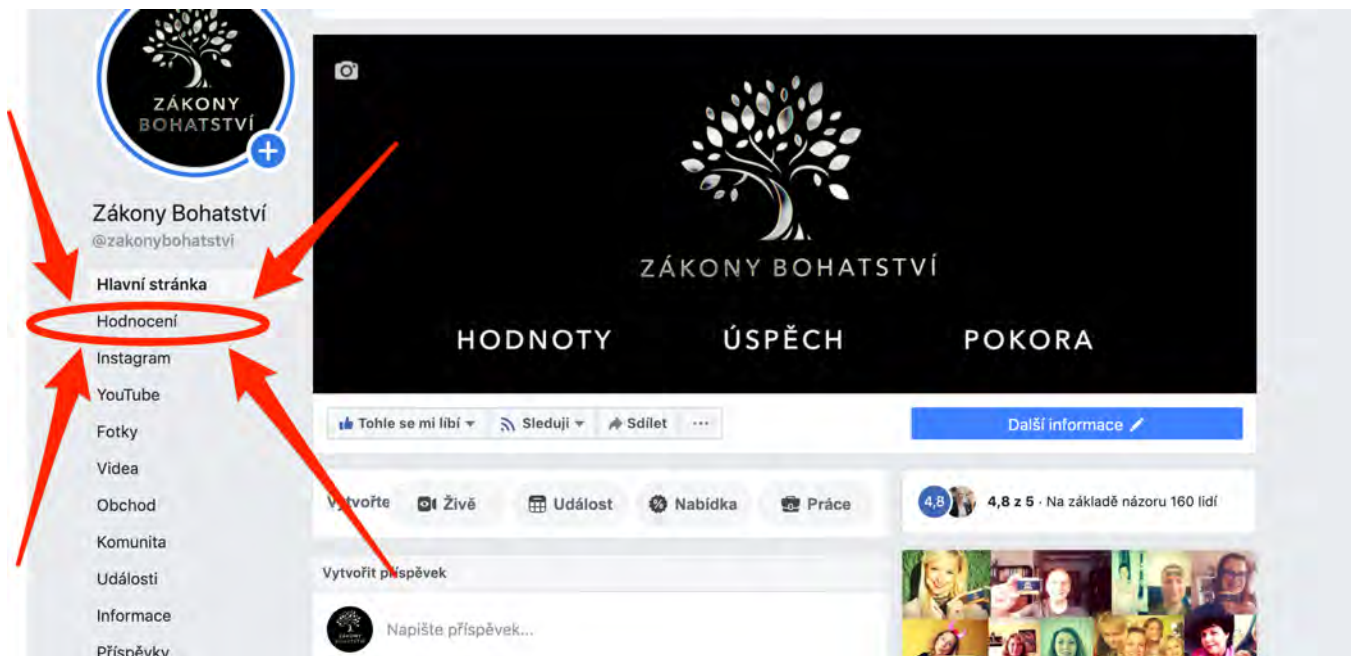 ZÁKONY
BOHATSTVÍ
Zákony Bohatství
@zakonybohatstvi
Hlavní stránka
Hodnocení
Instagram
YouTube
Fotky
Videa
Obchod
Komunita
Události
Informace
Příspěvky
ZÁKONY BOHATSTVÍ
HODNOTY ÚSPĚCH POKORA
Tohle se mi líbí Sleduji Sdílet ...
Další informace
Vytvořte Živě Událost Nabídka Práce
4,8 4,8 z 5 · Na základě názoru 160 lidí
Vytvořit příspěvek
ZÁKONY
BOHATSTVÍ
Napište příspěvek...